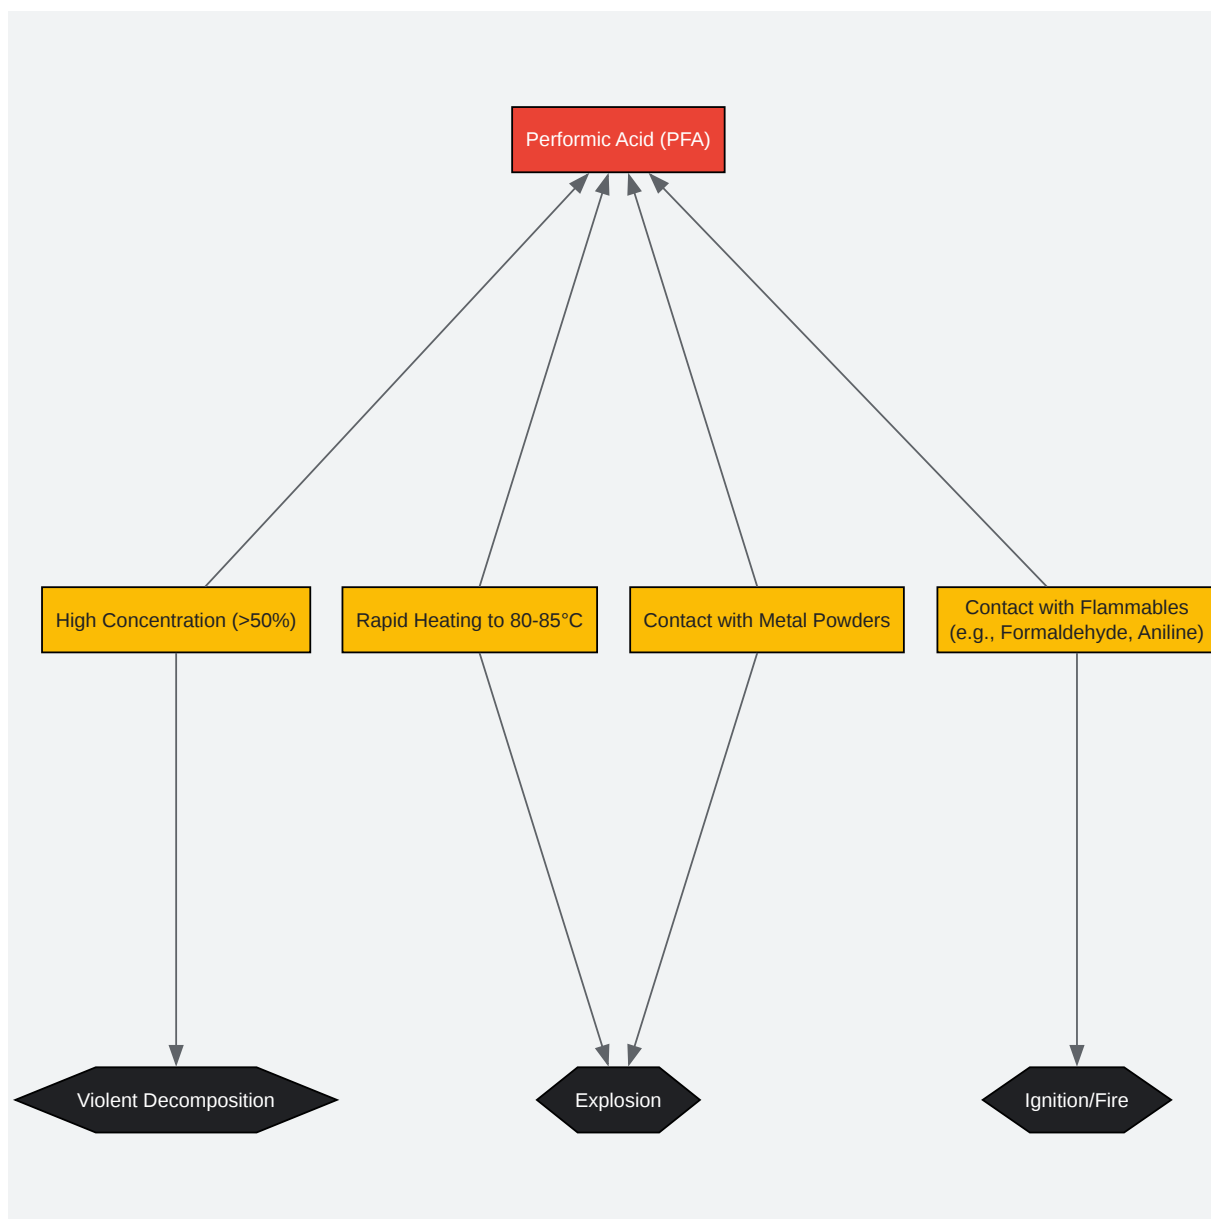 Performic Acid (PFA)
High Concentration (>50%)
Rapid Heating to 80-85°C
Contact with Metal Powders
Contact with Flammables
(e.g., Formaldehyde, Aniline)
Violent Decomposition
Explosion
Ignition/Fire